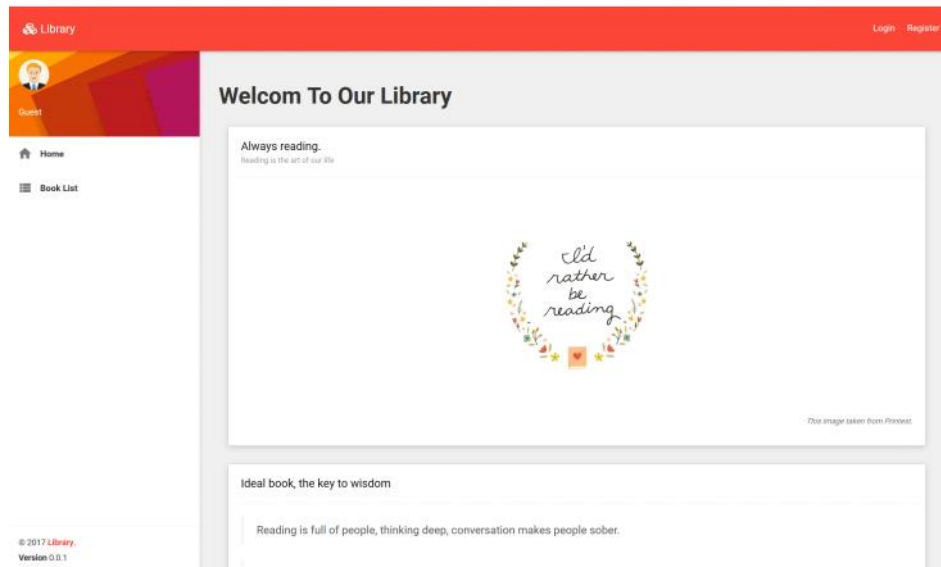 Library
Login Register
Guest
Home
Book List
Welcom To Our Library
Always reading.
Reading is the art of our life
I'd
rather
be
reading
This image taken from Printest.
Ideal book, the key to wisdom
Reading is full of people, thinking deep, conversation makes people sober.
© 2017 Library.
Version 0.0.1